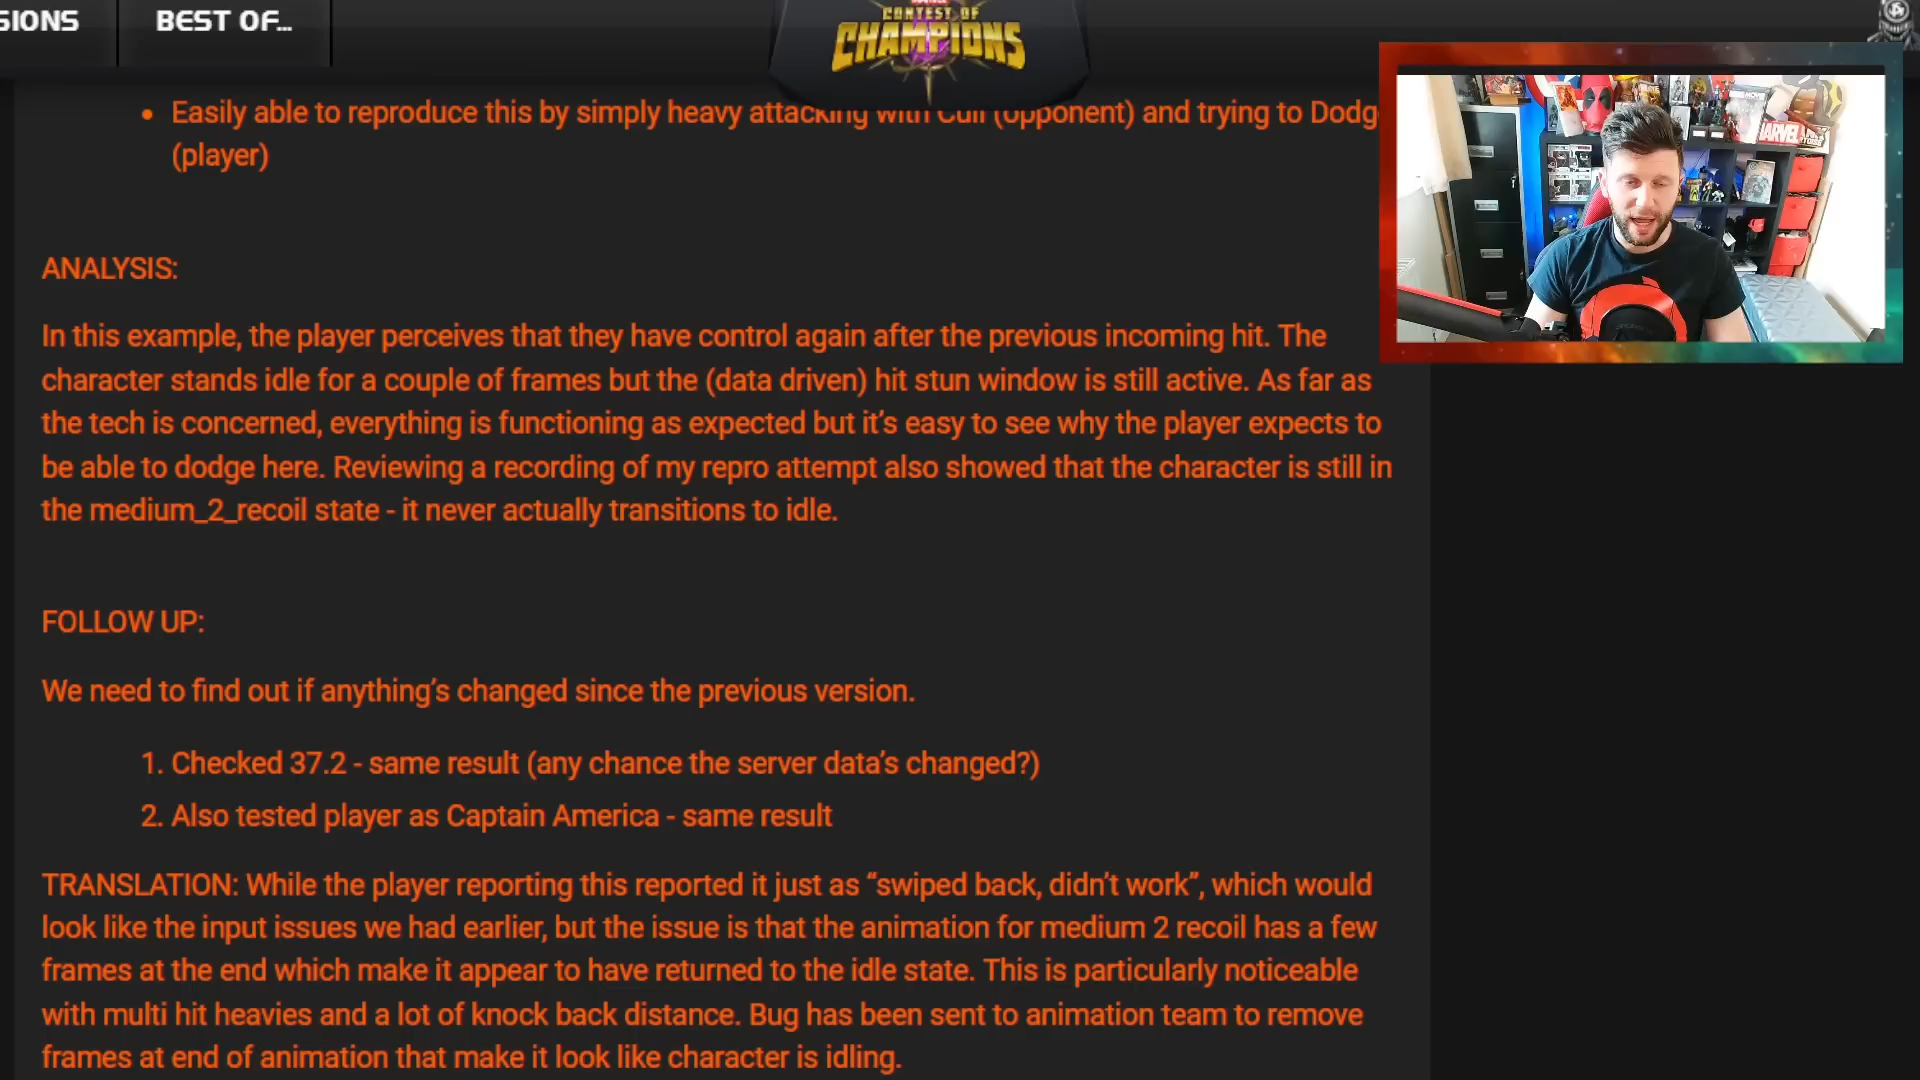 SIONS
BEST OF...
CONTEST OF
CHAMPIONS
• Easily able to reproduce this by simply heavy attacking with Cull (opponent) and trying to Dodg
(player)
MARVEL
ANALYSIS:
In this example, the player perceives that they have control again after the previous incoming hit. The
character stands idle for a couple of frames but the (data driven) hit stun window is still active. As far as
the tech is concerned, everything is functioning as expected but it’s easy to see why the player expects to
be able to dodge here. Reviewing a recording of my repro attempt also showed that the character is still in
the medium_2_recoil state - it never actually transitions to idle.
FOLLOW UP:
We need to find out if anything’s changed since the previous version.
1. Checked 37.2 - same result (any chance the server data’s changed?)
2. Also tested player as Captain America - same result
TRANSLATION: While the player reporting this reported it just as “swiped back, didn’t work”, which would
look like the input issues we had earlier, but the issue is that the animation for medium 2 recoil has a few
frames at the end which make it appear to have returned to the idle state. This is particularly noticeable
with multi hit heavies and a lot of knock back distance. Bug has been sent to animation team to remove
frames at end of animation that make it look like character is idling.